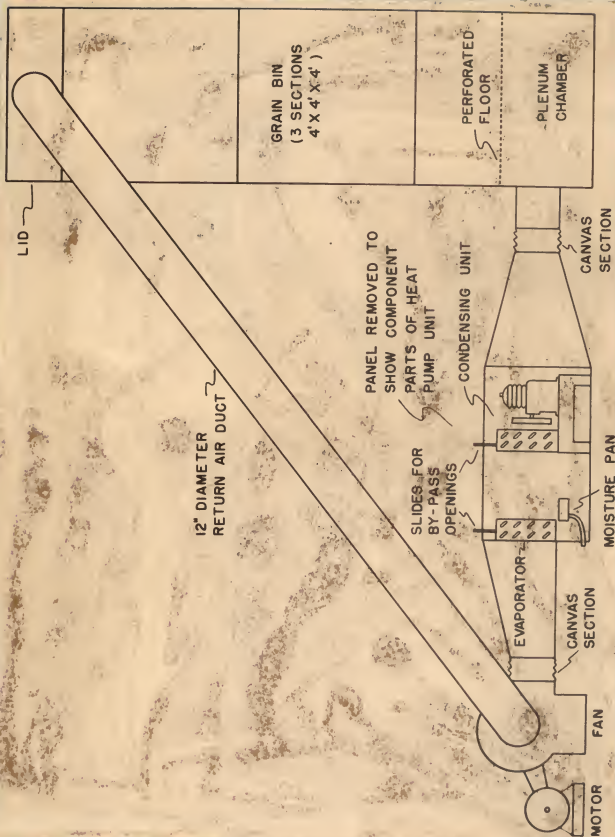 LID
GRAIN BIN
(3 SECTIONS
4' X 4' X 4')
PERFORATED
FLOOR
PLENUM
CHAMBER
12" DIAMETER
RETURN AIR DUCT
PANEL REMOVED TO
SHOW COMPONENT
PARTS OF HEAT
PUMP UNIT
CONDENSING UNIT
SLIDES FOR
BY-PASS
OPENINGS
EVAPORATOR
CANVAS
SECTION
MOISTURE PAN
CANVAS
SECTION
FAN
MOTOR